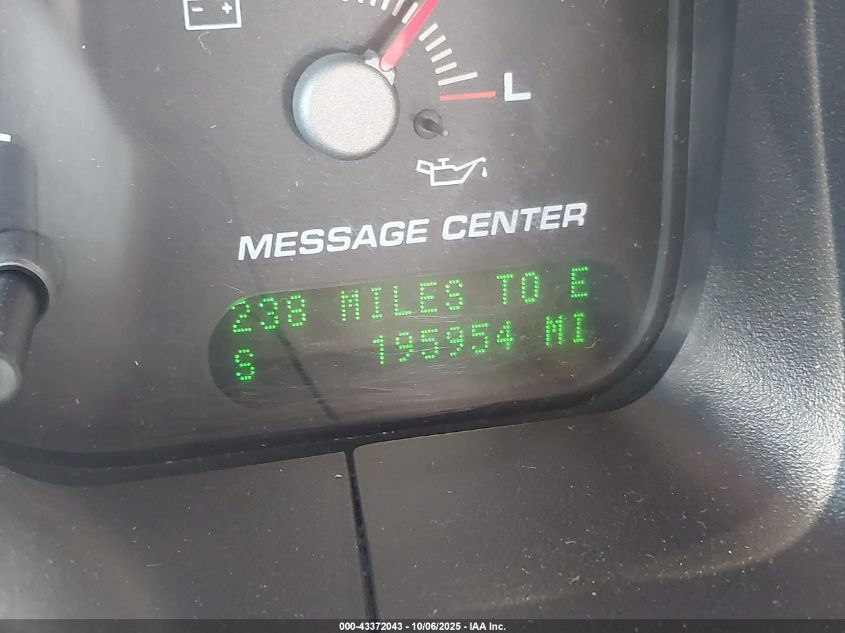 - +
L
MESSAGE CENTER
238 MILES TO E
S 195954 MI
000-43372043 - 10/06/2025 - IAA Inc.